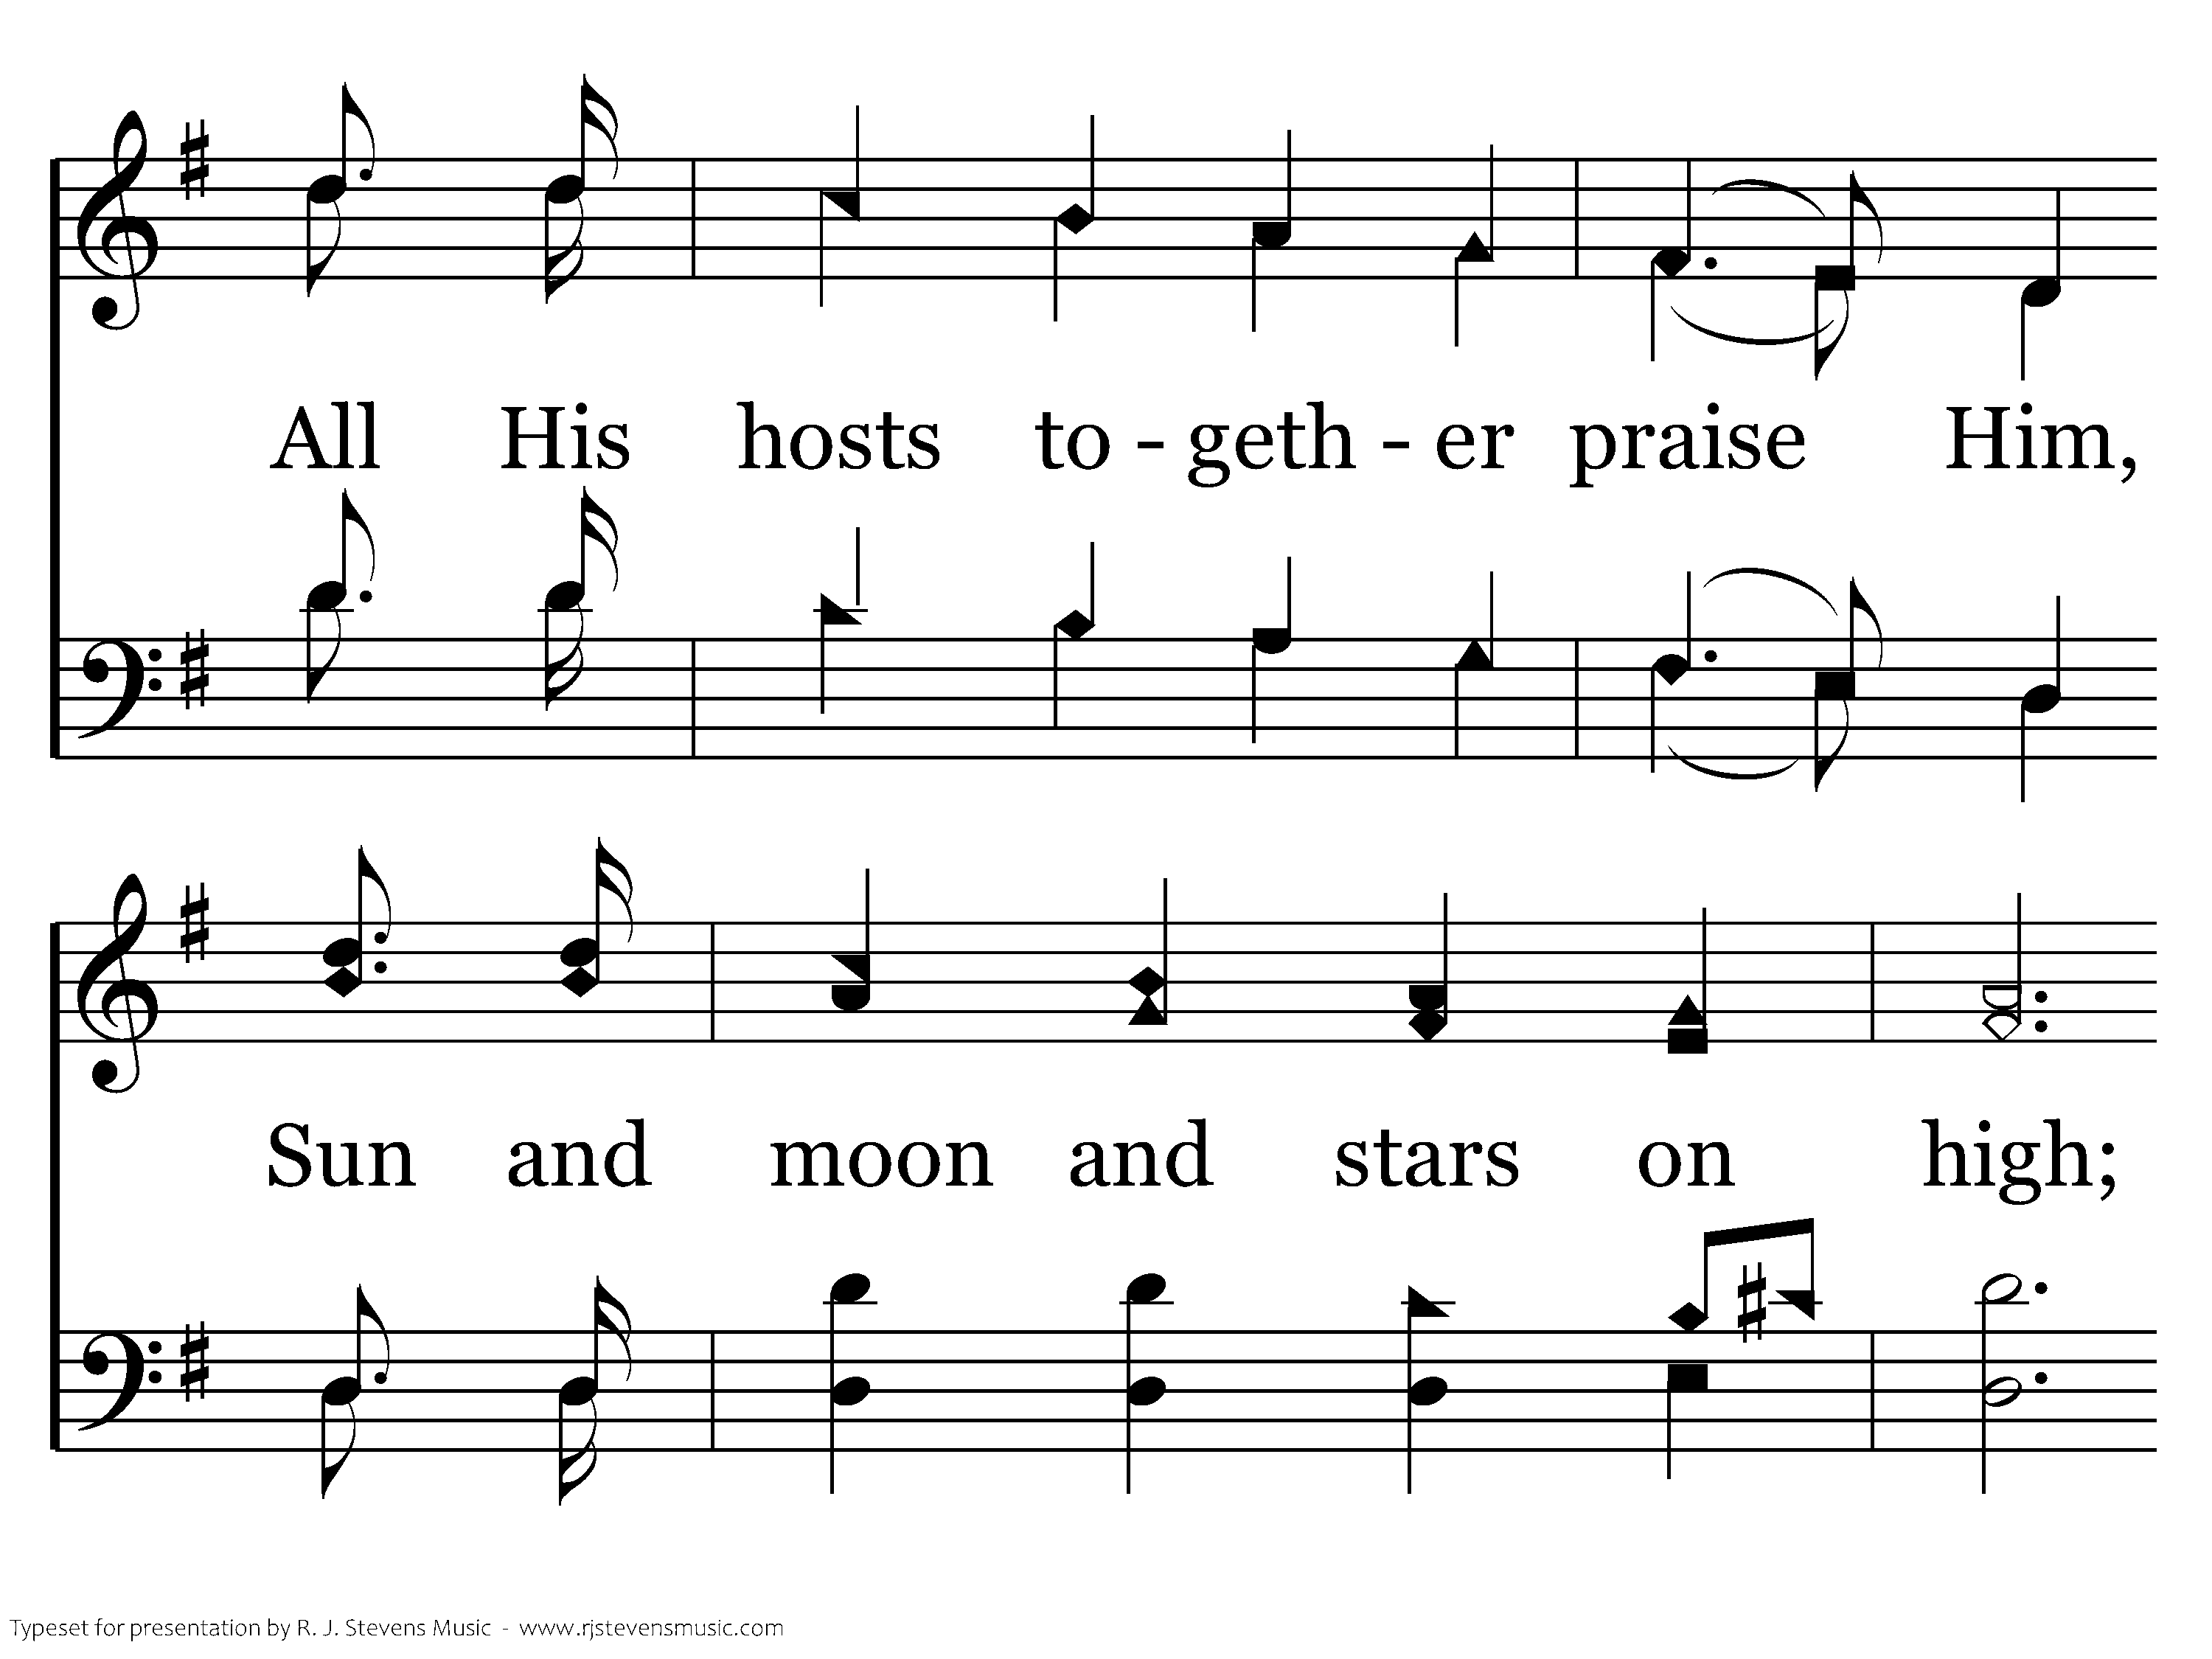 All His hosts to - geth - er praise Him,
Sun and moon and stars on high;
Typeset for presentation by R. J. Stevens Music - www.rjstevensmusic.com